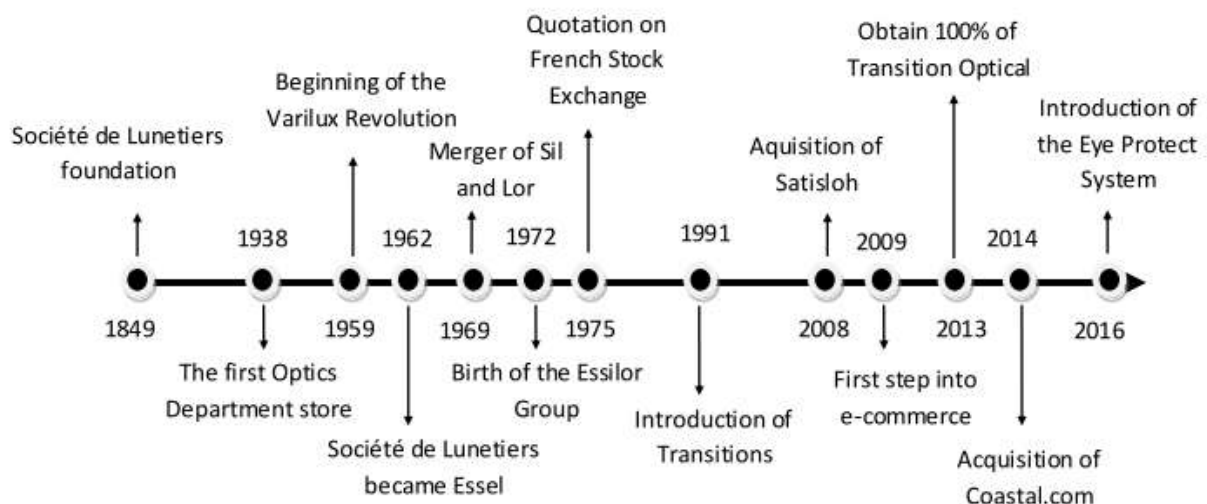 Société de Lunetiers
foundation
1849
1938
The first Optics
Department store
Beginning of the
Varilux Revolution
1959
1962
Société de Lunetiers
became Essel
Merger of Sil
and Lor
1969
1972
Birth of the Essilor
Group
Quotation on
French Stock
Exchange
1975
1991
Introduction of
Transitions
Aquisition of
Satisloh
2008
2009
First step into
e-commerce
Obtain 100% of
Transition Optical
2013
2014
Acquisition of
Coastal.com
Introduction of
the Eye Protect
System
2016